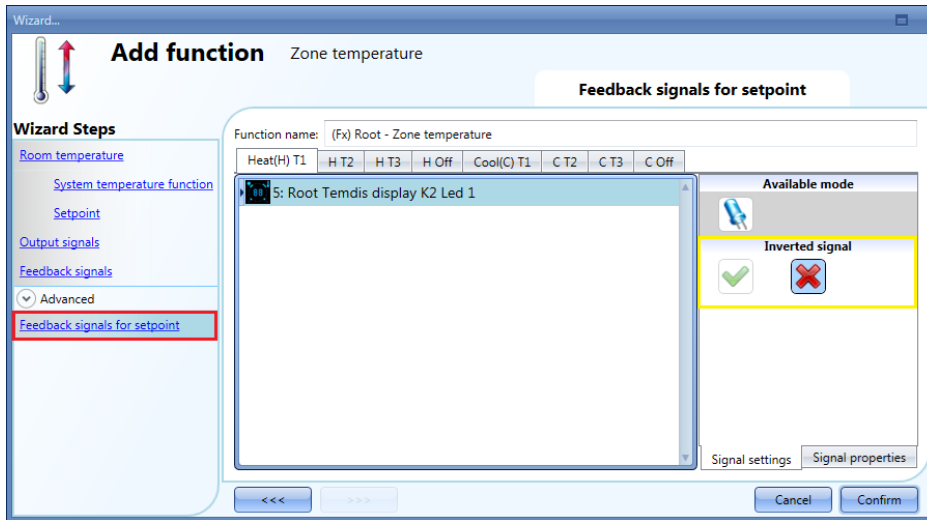 Wizard...
Add function Zone temperature
Feedback signals for setpoint
Wizard Steps
Room temperature
System temperature function
Setpoint
Output signals
Feedback signals
Advanced
Feedback signals for setpoint
Function name: (Fx) Root - Zone temperature
Heat(H) T1 H T2 H T3 H Off Cool(C) T1 C T2 C T3 C Off
5: Root Temdis display K2 Led 1
Available mode
Inverted signal
Signal settings Signal properties
<<< >>> Cancel Confirm